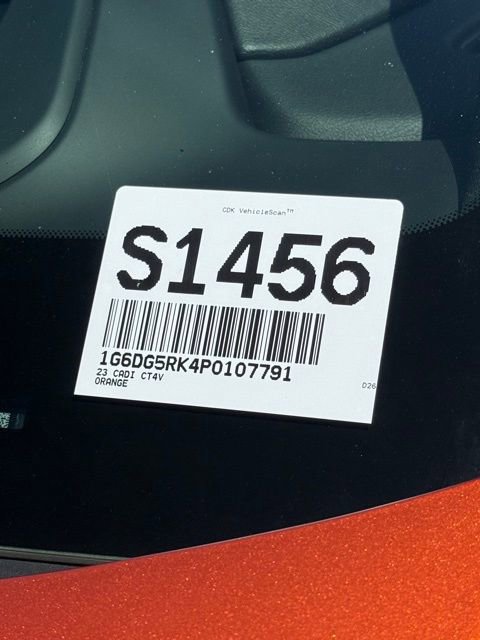 CDK VehicleScan™
S1456
1G6DG5RK4P0107791
23 CADI CT4V
ORANGE
D26